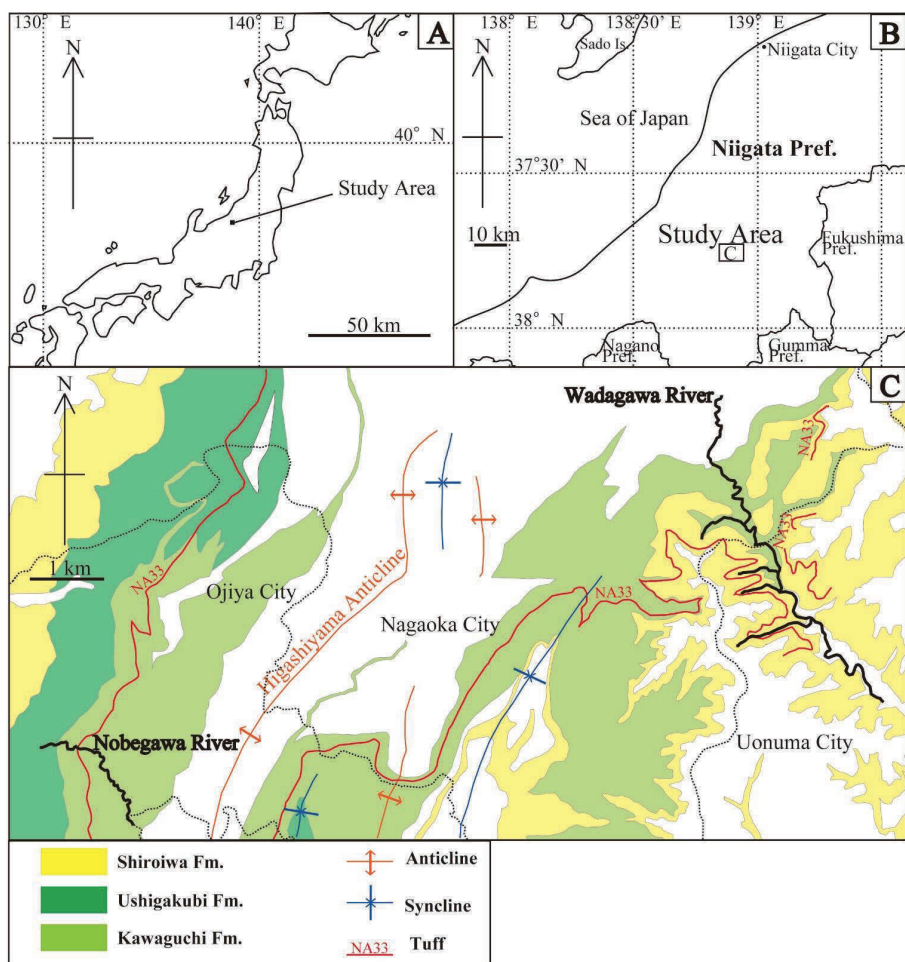 130° E
140° E
A
N
40° N
Study Area
50 km
138° E
138°30' E
139° E
B
N
Sado Is.
Niigata City
Sea of Japan
Niigata Pref.
37°30' N
Study Area
10 km
C
Fukushima
Pref.
38° N
Nagano
Pref.
Gumma
Pref.
C
N
Wadagawa River
NA33
NA33
1 km
NA33
Ojiya City
Higashiyama Anticline
Nagaoka City
NA33
Nobegawa River
Uonuma City
Shiroiwa Fm.
Anticline
Ushigakubi Fm.
Syncline
Kawaguchi Fm.
NA33 Tuff